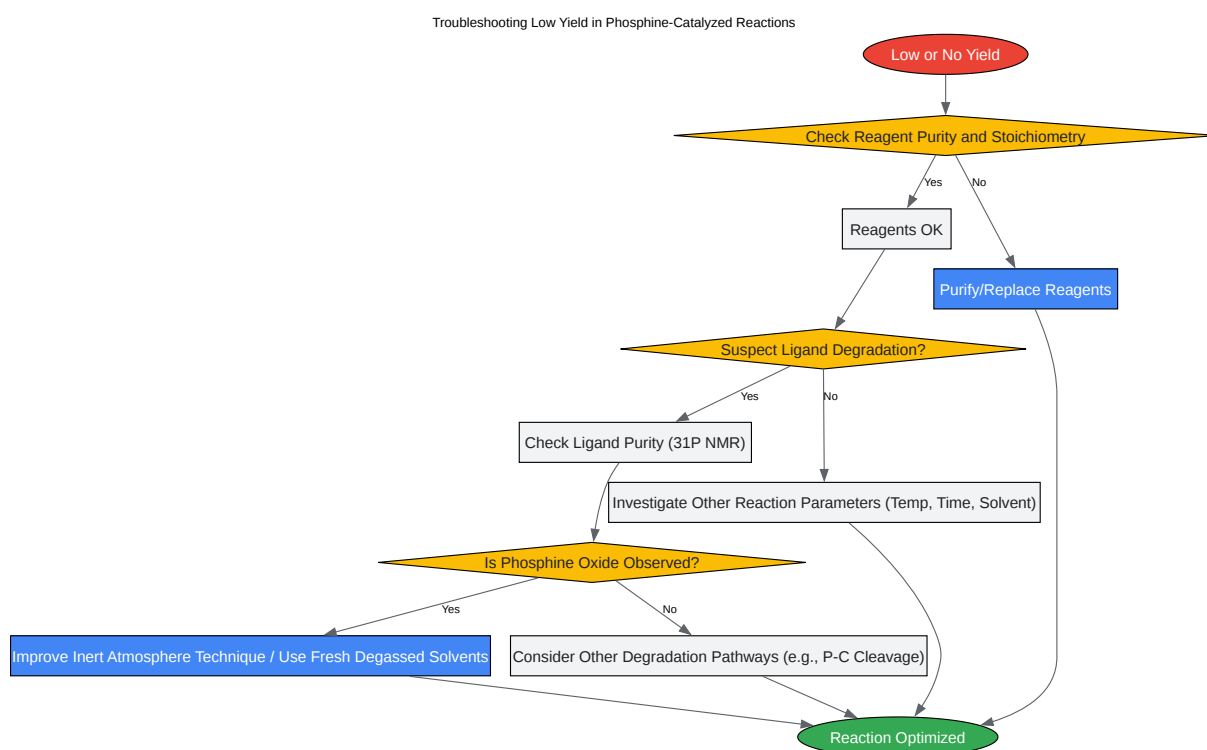 Troubleshooting Low Yield in Phosphine-Catalyzed Reactions
Low or No Yield
Check Reagent Purity and Stoichiometry
Yes
No
Reagents OK
Purify/Replace Reagents
Suspect Ligand Degradation?
Yes
No
Check Ligand Purity (31P NMR)
Investigate Other Reaction Parameters (Temp, Time, Solvent)
Is Phosphine Oxide Observed?
Yes
No
Improve Inert Atmosphere Technique / Use Fresh Degassed Solvents
Consider Other Degradation Pathways (e.g., P-C Cleavage)
Reaction Optimized